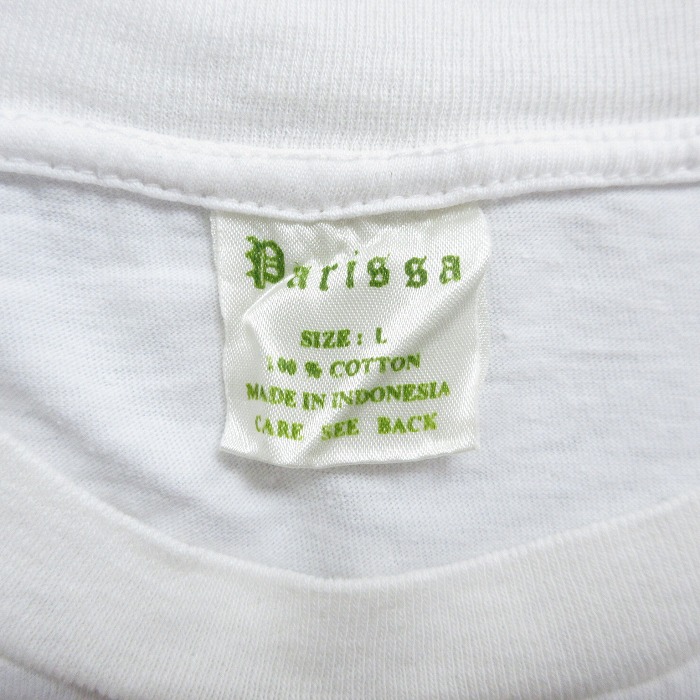 Parissa
SIZE: L
100 % COTTON
MADE IN INDONESIA
CARE SEE BACK